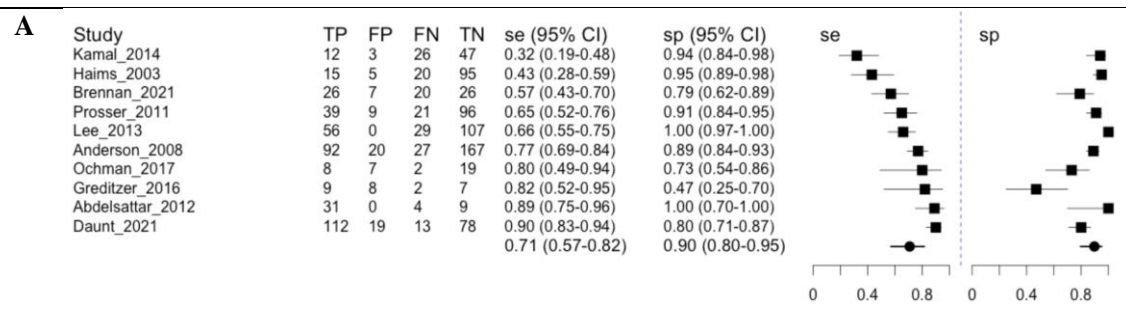 A
Study TP FP FN TN se (95% CI) sp (95% CI) se sp
Kamal_2014 12 3 26 47 0.32 (0.19-0.48) 0.94 (0.84-0.98)
Haims_2003 15 5 20 95 0.43 (0.28-0.59) 0.95 (0.89-0.98)
Brennan_2021 26 7 20 26 0.57 (0.43-0.70) 0.79 (0.62-0.89)
Prosser_2011 39 9 21 96 0.65 (0.52-0.76) 0.91 (0.84-0.95)
Lee_2013 56 0 29 107 0.66 (0.55-0.75) 1.00 (0.97-1.00)
Anderson_2008 92 20 27 167 0.77 (0.69-0.84) 0.89 (0.84-0.93)
Ochman_2017 8 7 2 19 0.80 (0.49-0.94) 0.73 (0.54-0.86)
Greditzer_2016 9 8 2 7 0.82 (0.52-0.95) 0.47 (0.25-0.70)
Abdelsattar_2012 31 0 4 9 0.89 (0.75-0.96) 1.00 (0.70-1.00)
Daunt_2021 112 19 13 78 0.90 (0.83-0.94) 0.80 (0.71-0.87)
0.71 (0.57-0.82) 0.90 (0.80-0.95)
0 0.4 0.8 0 0.4 0.8